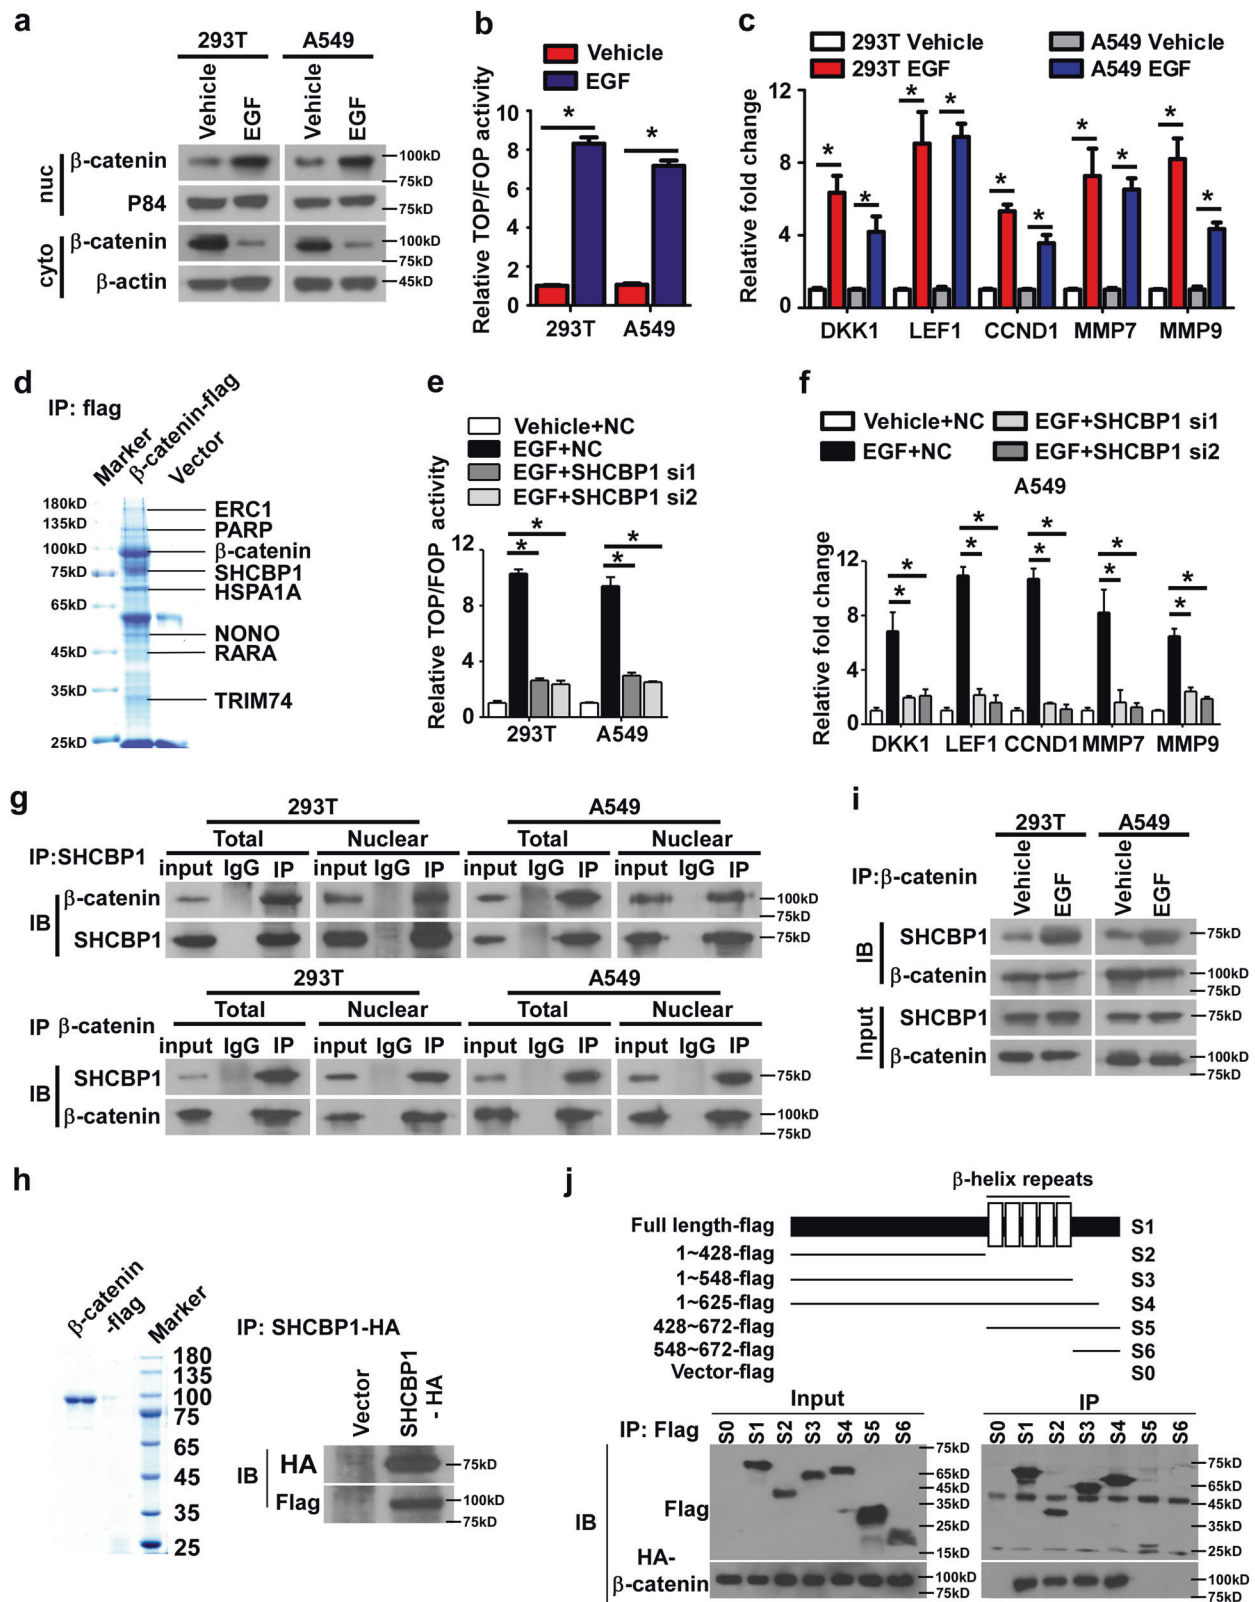 a
293T A549
Vehicle EGF Vehicle EGF
nuc
β-catenin
100kD
75kD
P84
75kD
cyto
β-catenin
100kD
75kD
β-actin
45kD
b
Vehicle
EGF
Relative TOP/FOP activity
10
8
6
4
2
0
* *
293T A549
c
293T Vehicle A549 Vehicle
293T EGF A549 EGF
Relative fold change
12
8
4
0
* * * * * * * * * *
DKK1 LEF1 CCND1 MMP7 MMP9
d
IP: flag
Marker β-catenin-flag Vector
180kD
135kD
100kD
75kD
65kD
45kD
35kD
25kD
ERC1
PARP
β-catenin
SHCBP1
HSPA1A
NONO
RARA
TRIM74
e
Vehicle+NC
EGF+NC
EGF+SHCBP1 si1
EGF+SHCBP1 si2
Relative TOP/FOP activity
12
8
4
0
* * * *
293T A549
f
Vehicle+NC EGF+SHCBP1 si1
EGF+NC EGF+SHCBP1 si2
A549
Relative fold change
12
8
4
0
* * * * * * * * * *
DKK1 LEF1 CCND1 MMP7 MMP9
g
293T A549
Total Nuclear Total Nuclear
IP:SHCBP1
input IgG IP input IgG IP input IgG IP input IgG IP
IB
β-catenin
100kD
75kD
SHCBP1
75kD
293T A549
Total Nuclear Total Nuclear
IP β-catenin
input IgG IP input IgG IP input IgG IP input IgG IP
IB
SHCBP1
75kD
β-catenin
100kD
75kD
i
293T A549
IP:β-catenin
Vehicle EGF Vehicle EGF
IB
SHCBP1
75kD
β-catenin
100kD
75kD
Input
SHCBP1
75kD
β-catenin
100kD
75kD
h
β-catenin
-flag
Marker
180
135
100
75
65
45
35
25
IP: SHCBP1-HA
Vector
SHCBP1
- HA
IB
HA
75kD
Flag
100kD
75kD
j
β-helix repeats
Full length-flag S1
1~428-flag S2
1~548-flag S3
1~625-flag S4
428~672-flag S5
548~672-flag S6
Vector-flag S0
Input IP
IP: Flag
S0 S1 S2 S3 S4 S5 S6
S0 S1 S2 S3 S4 S5 S6
IB
Flag
75kD
65kD
45kD
35kD
25kD
15kD
75kD
65kD
45kD
35kD
25kD
HA-
β-catenin
100kD
75kD
100kD
75kD